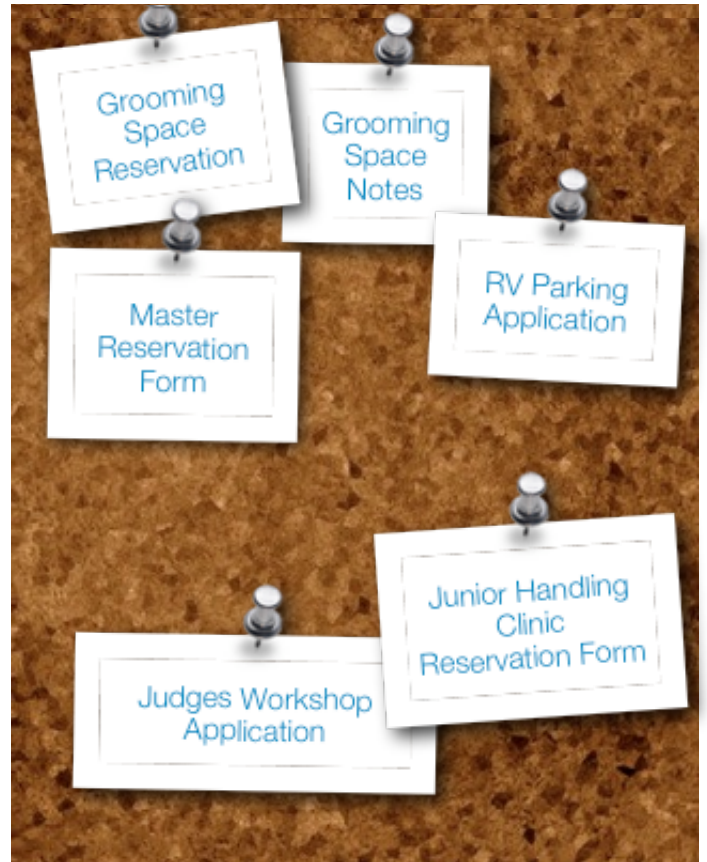 Grooming
Space
Reservation
Grooming
Space
Notes
Master
Reservation
Form
RV Parking
Application
Junior Handling
Clinic
Reservation Form
Judges Workshop
Application